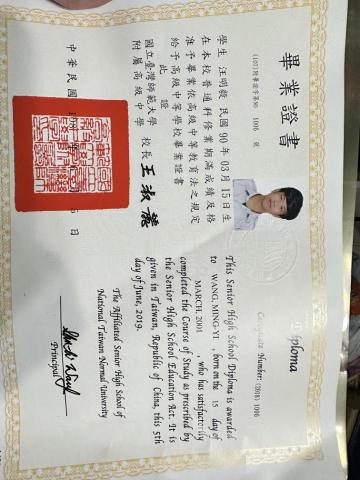 畢業證書
(107)附畢證字第 1006 號
學生 汪明毅 民國 90 年 03 月 15 日生
在本校普通科修業期滿成績及格
准予畢業依高級中等教育法之規定
給予高級中等學校畢業證書
此證
國立臺灣師範大學
附屬高級中學
校長 王淑麗
中華民國
日
Diploma
Number: (2018) 1006
This Senior High School Diploma is awarded
to WANG, MING-YI , born on the 15 day of
MARCH, 2001 , who has satisfactorily
completed the Course of Study as prescribed by
the Senior High School Education Act. It is
given in Taiwan, Republic of China, this 5th
day of June, 2019.
The Affiliated Senior High School of
National Taiwan Normal University
Principal